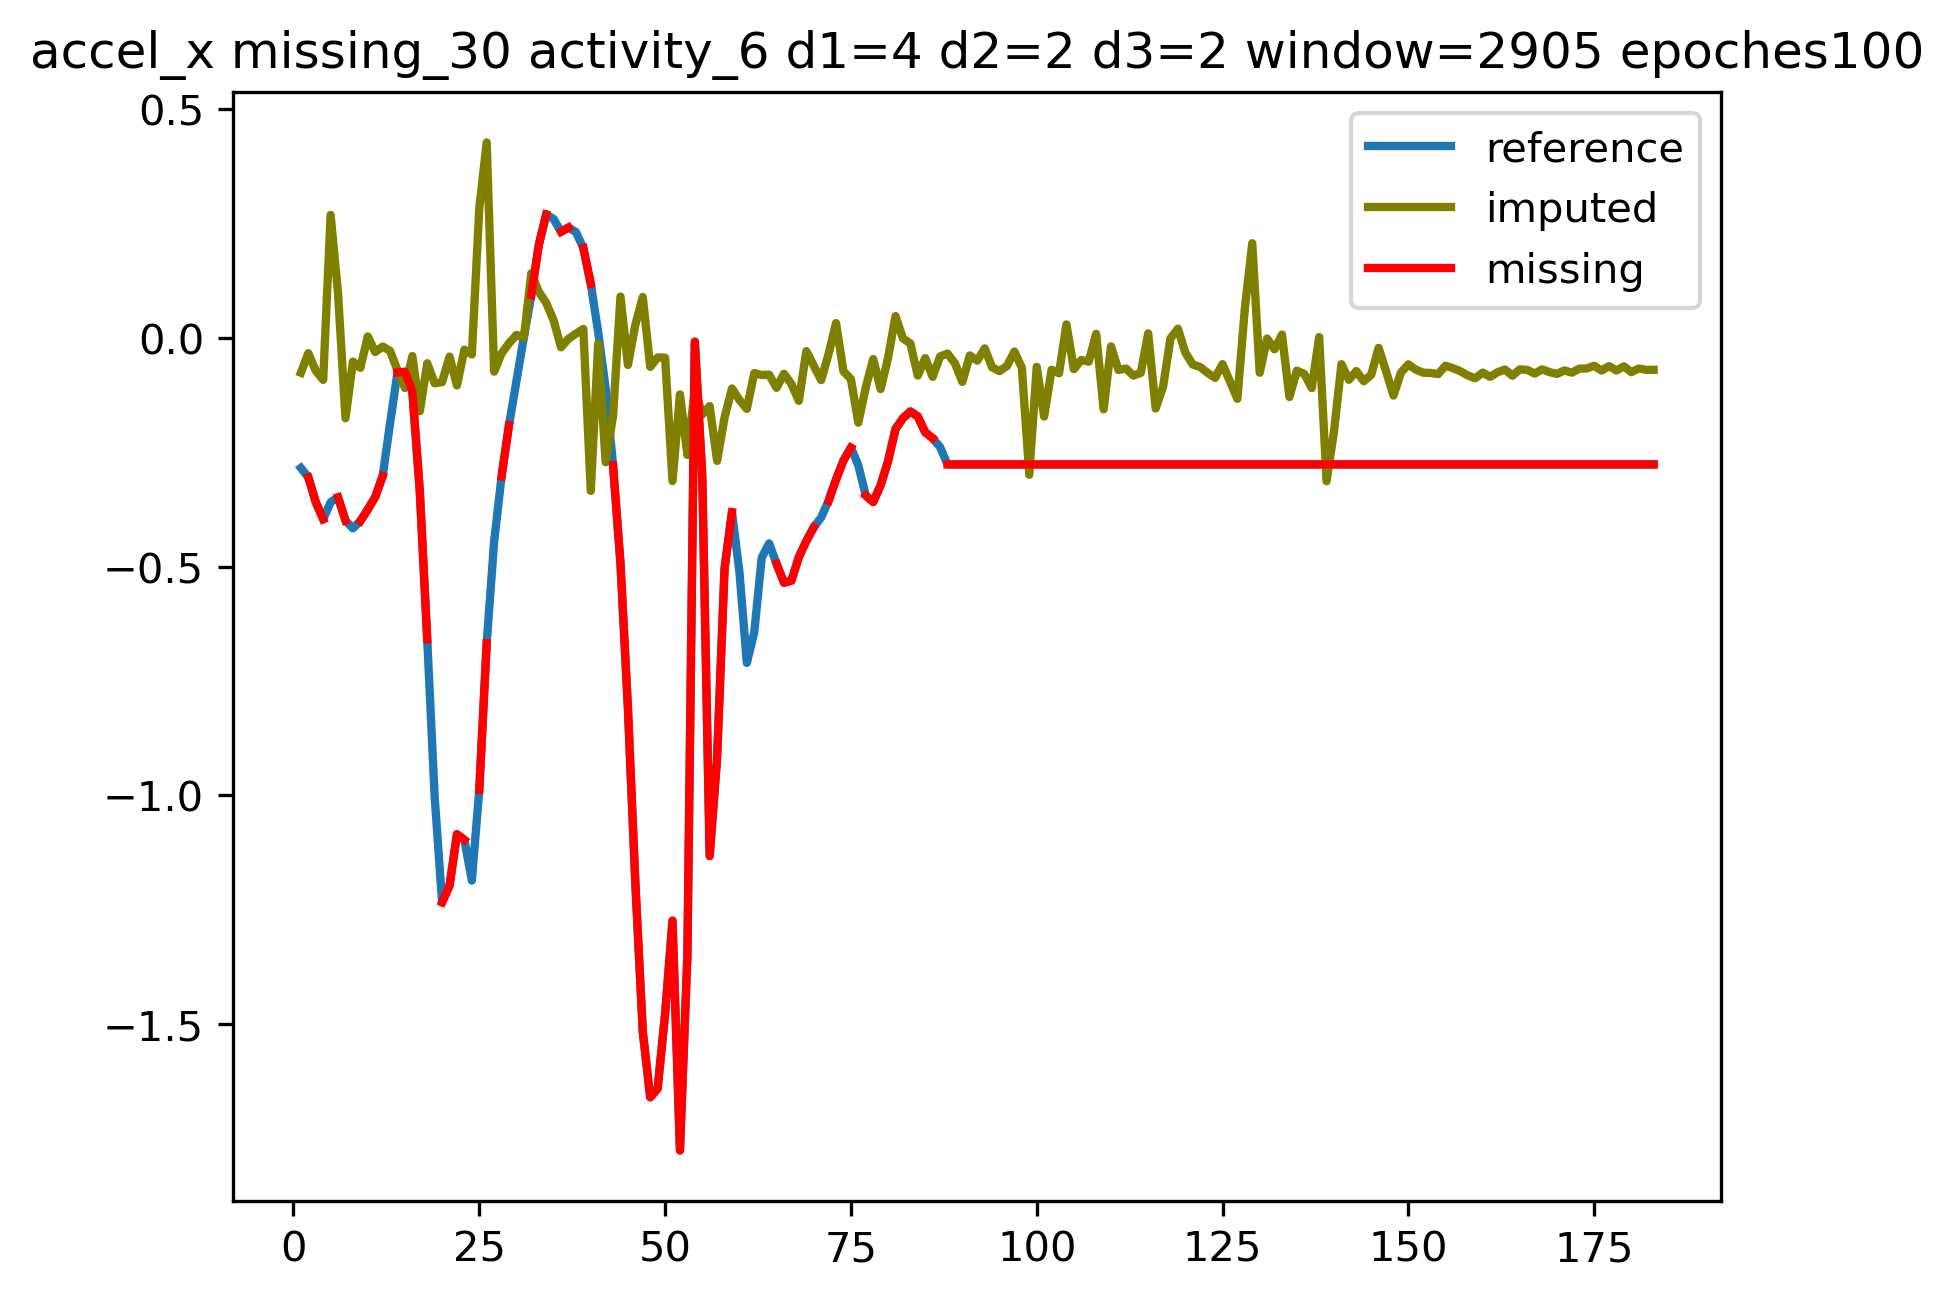 accel_x missing_30 activity_6 d1=4 d2=2 d3=2 window=2905 epoches100
0.5
0.0
−0.5
−1.0
−1.5
reference
imputed
missing
0 25 50 75 100 125 150 175